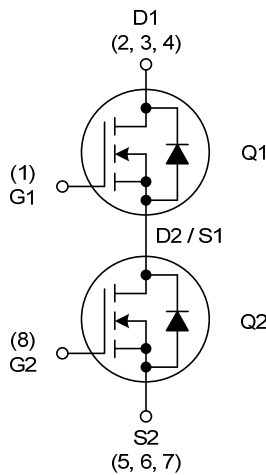 D1
(2, 3, 4)
Q1
(1)
G1
D2 / S1
Q2
(8)
G2
S2
(5, 6, 7)